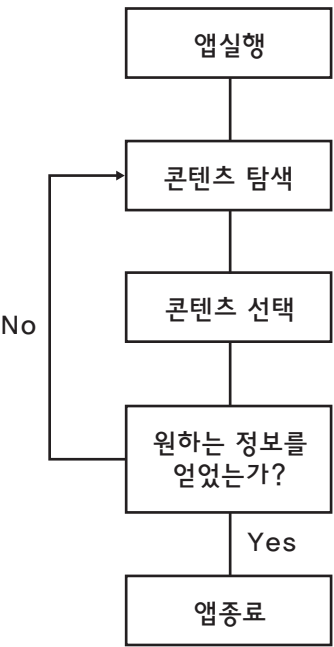 앱실행
콘텐츠 탐색
콘텐츠 선택
No
원하는 정보를
얻었는가?
Yes
앱종료